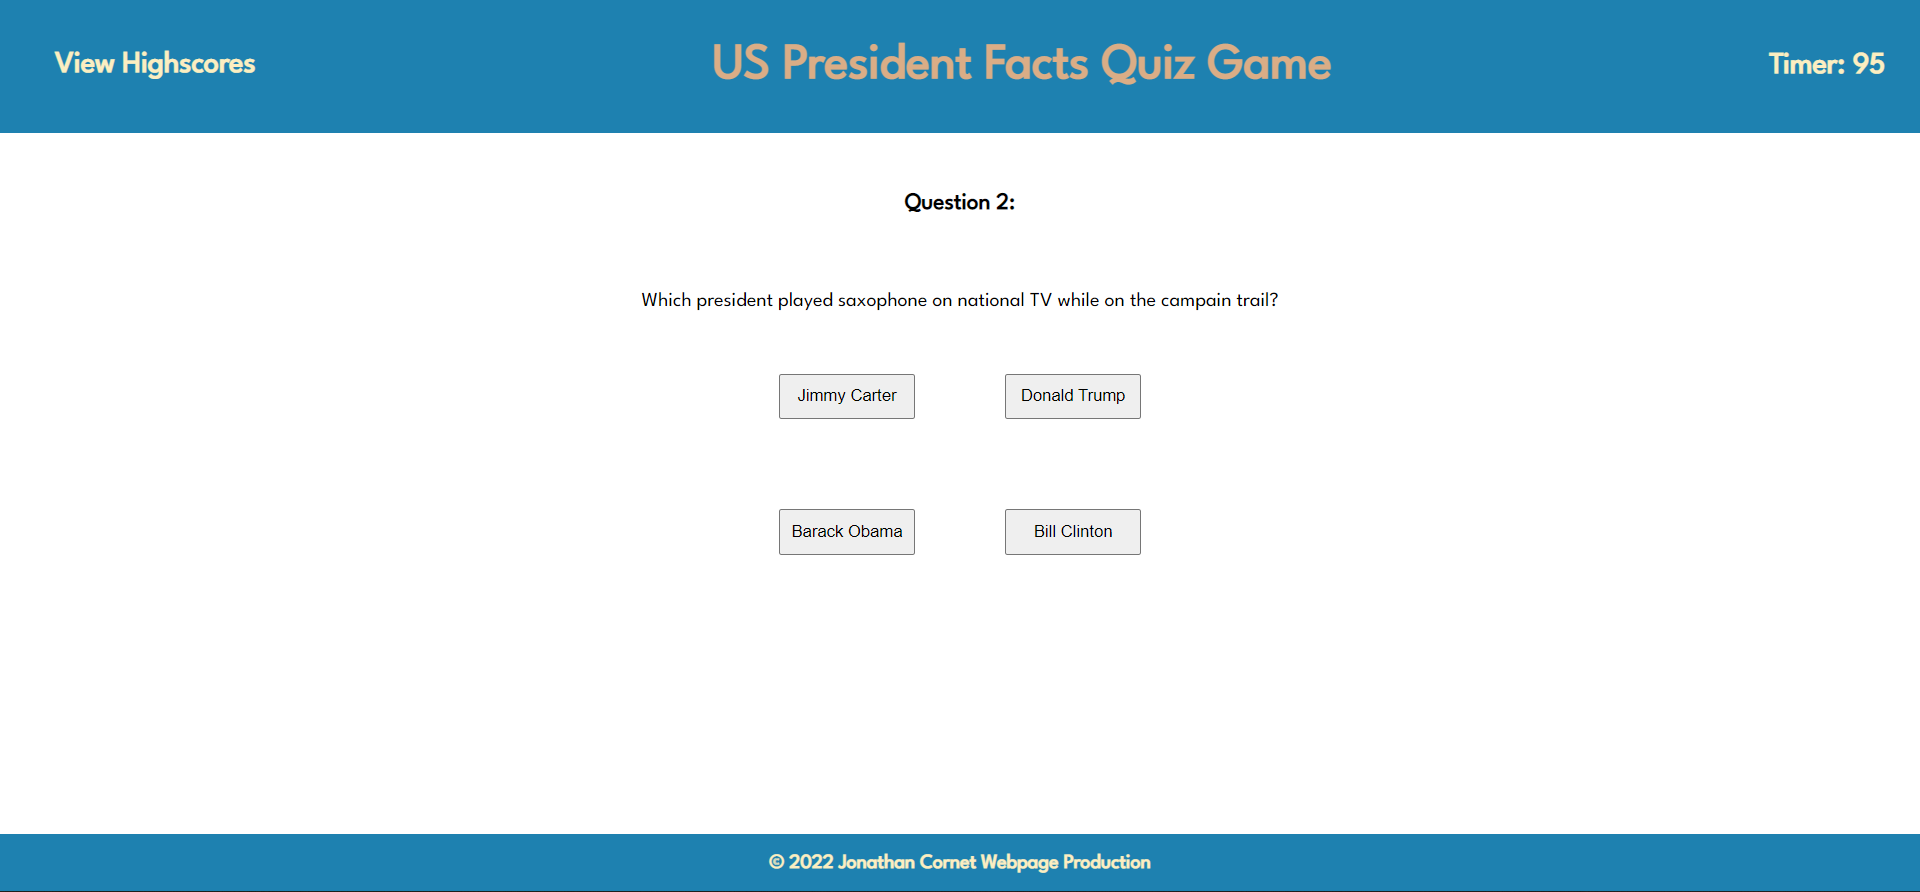 View Highscores
US President Facts Quiz Game
Timer: 95
Question 2:
Which president played saxophone on national TV while on the campain trail?
Jimmy Carter
Donald Trump
Barack Obama
Bill Clinton
© 2022 Jonathan Cornet Webpage Production